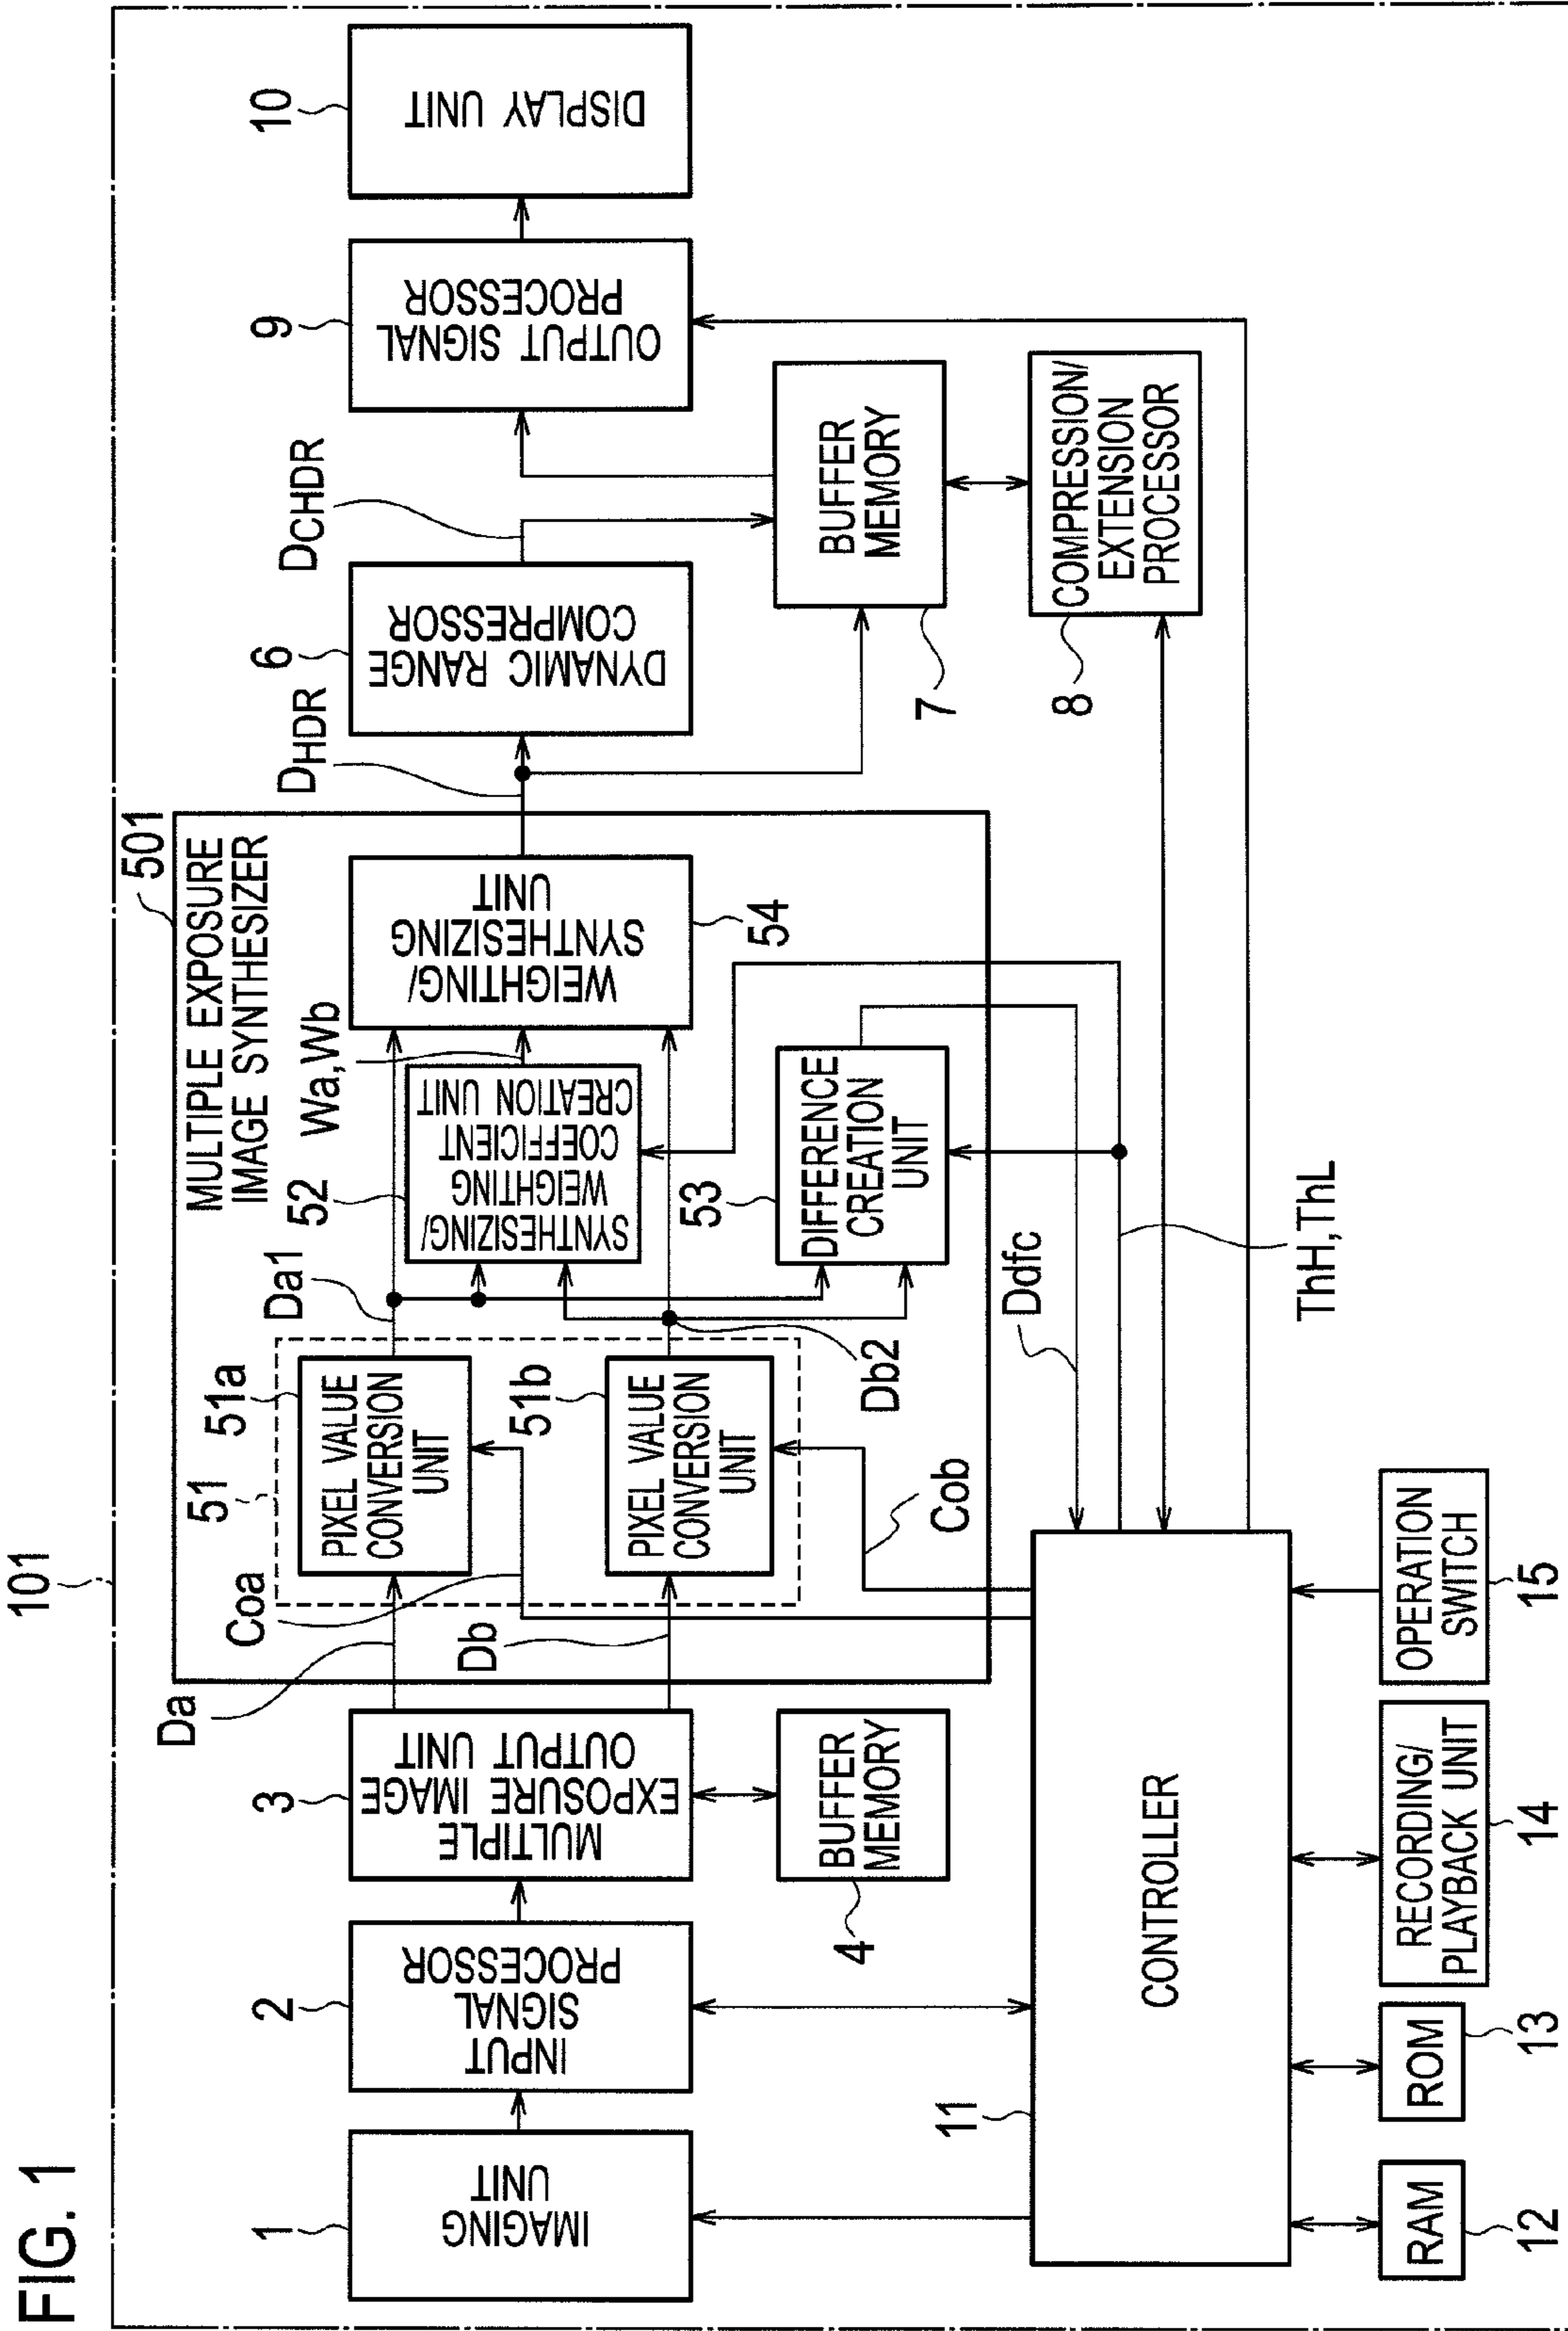 FIG. 1
101
1
IMAGING
UNIT
2
INPUT
SIGNAL
PROCESSOR
3
MULTIPLE
EXPOSURE IMAGE
OUTPUT UNIT
4
BUFFER
MEMORY
Da
Db
Coa
Cob
501
MULTIPLE EXPOSURE
IMAGE SYNTHESIZER
51
51a
PIXEL VALUE
CONVERSION
UNIT
51b
PIXEL VALUE
CONVERSION
UNIT
Da1
Db2
52
SYNTHESIZING/
WEIGHTING
COEFFICIENT
CREATION UNIT
Wa,Wb
53
DIFFERENCE
CREATION
UNIT
54
WEIGHTING/
SYNTHESIZING
UNIT
Ddfc
ThH,ThL
DHDR
6
DYNAMIC RANGE
COMPRESSOR
DCHDR
7
BUFFER
MEMORY
8
COMPRESSION/
EXTENSION
PROCESSOR
9
OUTPUT SIGNAL
PROCESSOR
10
DISPLAY UNIT
11
CONTROLLER
RAM
12
ROM
13
RECORDING/
PLAYBACK UNIT
14
OPERATION
SWITCH
15